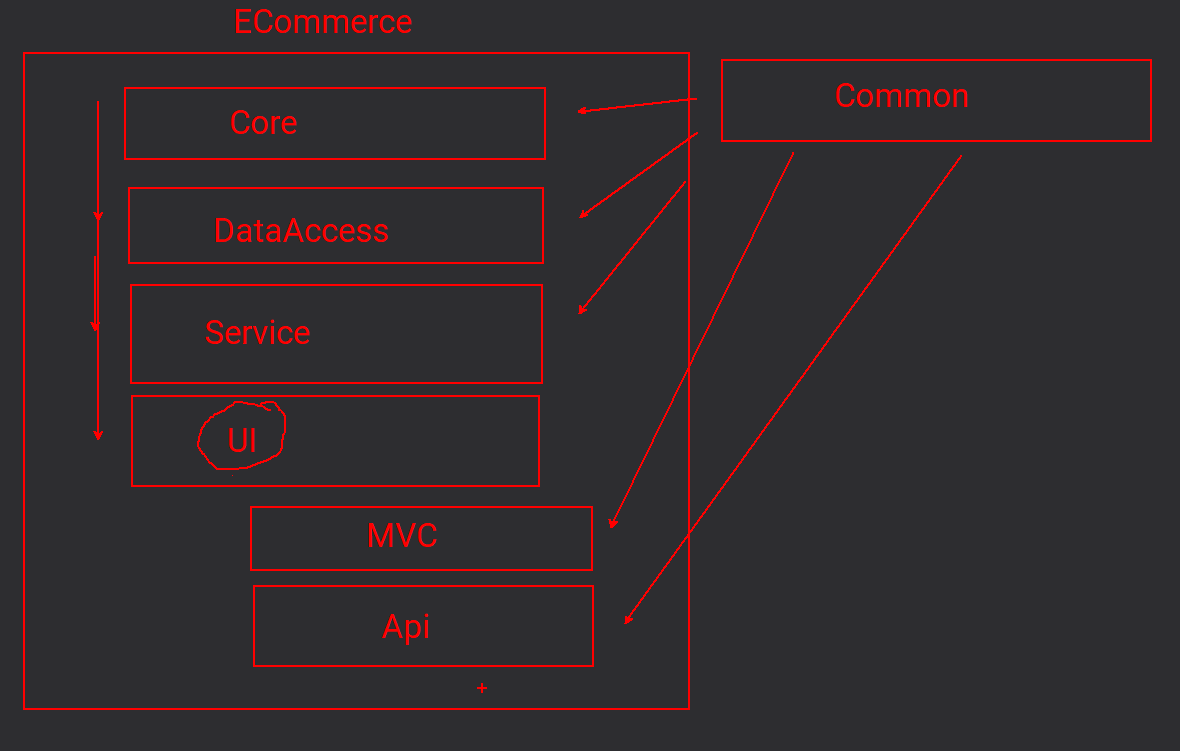 ECommerce
Common
Core
DataAccess
Service
UI
MVC
Api